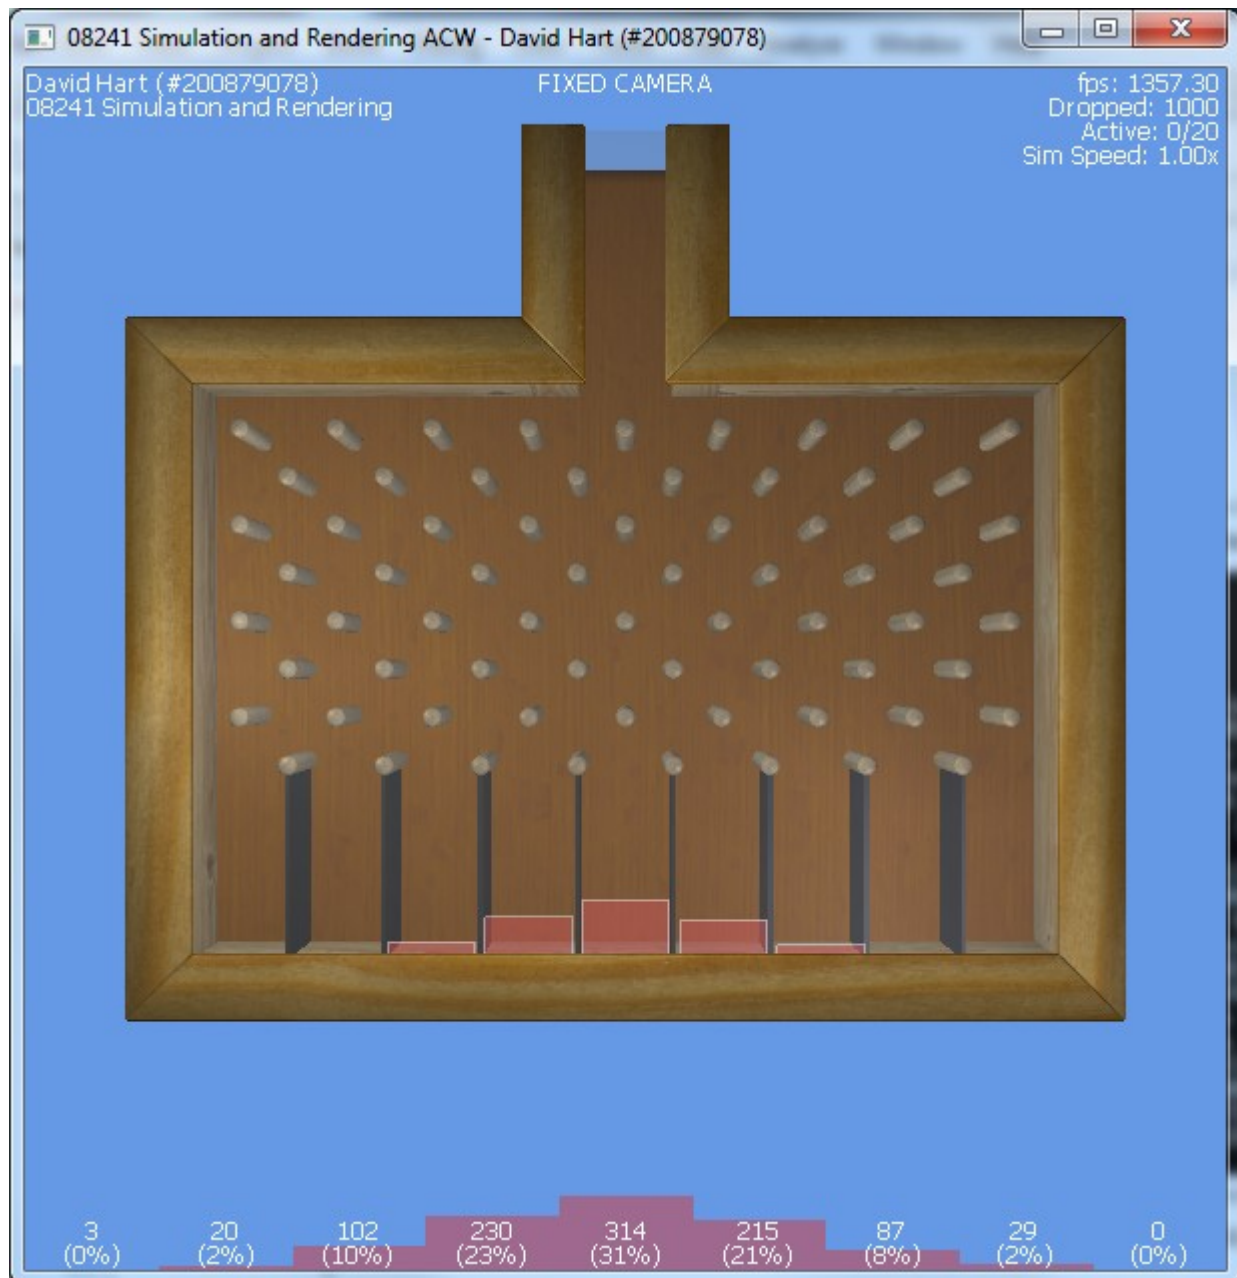 08241 Simulation and Rendering ACW - David Hart (#200879078)
David Hart (#200879078)
08241 Simulation and Rendering
FIXED CAMERA
fps: 1357.30
Dropped: 1000
Active: 0/20
Sim Speed: 1.00x
3 20 102 230 314 215 87 29 0
(0%) (2%) (10%) (23%) (31%) (21%) (8%) (2%) (0%)